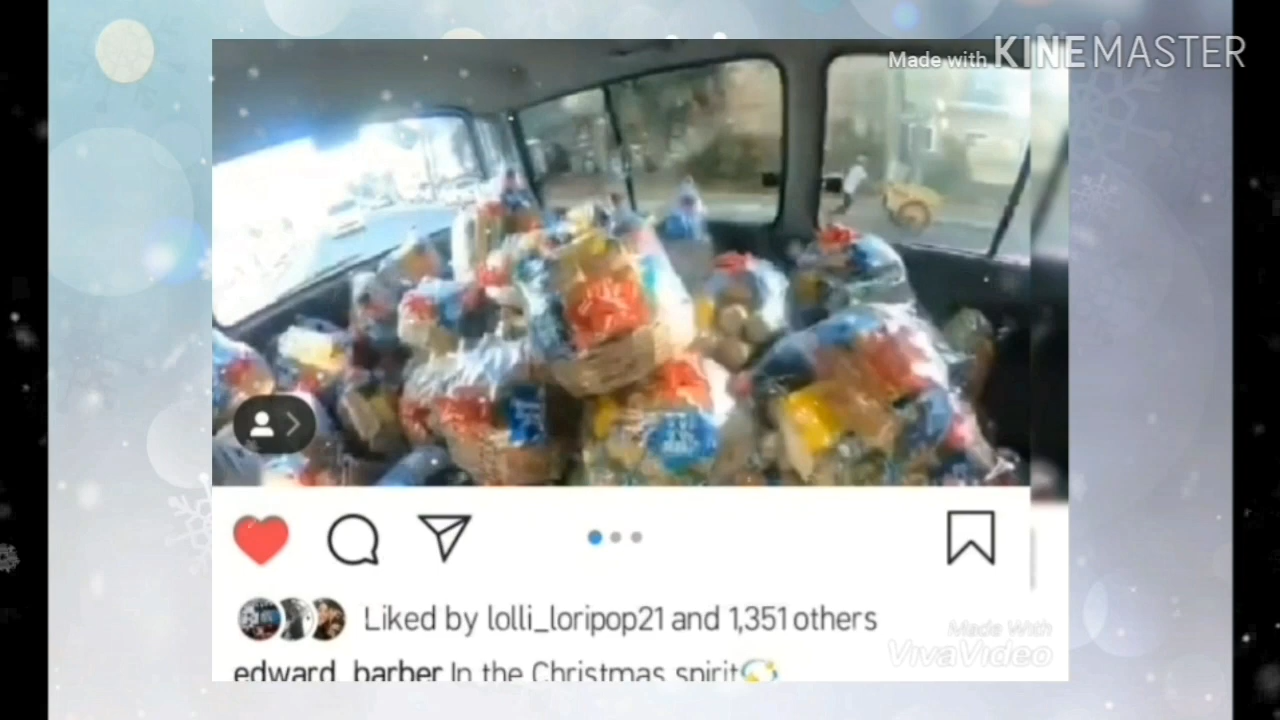 Made with KINEMASTER
Liked by lolli_loripop21 and 1,351 others
Made With
VivaVideo
edward_barber In the Christmas spirit💫